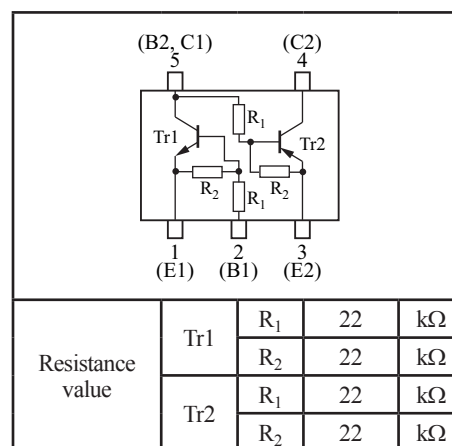 (B2, C1) (C2)
5 4
R1
Tr1 Tr2
R2 R2
R1
1 2 3
(E1) (B1) (E2)
Resistance value Tr1 R1 22 kΩ
R2 22 kΩ
Tr2 R1 22 kΩ
R2 22 kΩ